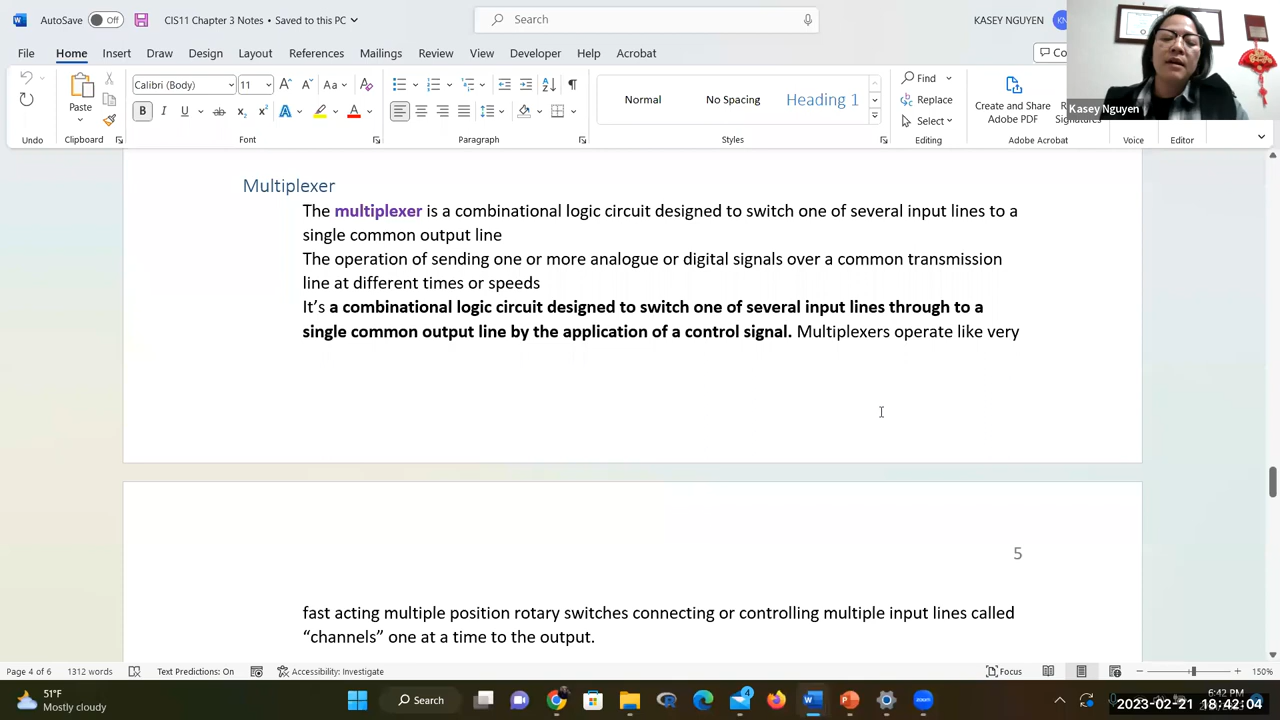 AutoSave Off CIS11 Chapter 3 Notes • Saved to this PC Search KASEY NGUYEN
File Home Insert Draw Design Layout References Mailings Review View Developer Help Acrobat
Calibri (Body) 11 Aa
Paste
Normal No Spacing Heading 1
Find
Replace
Select
Create and Share
Adobe PDF
Signatures
Kasey Nguyen
Undo Clipboard Font Paragraph Styles Editing Adobe Acrobat Voice Editor
Multiplexer
The multiplexer is a combinational logic circuit designed to switch one of several input lines to a
single common output line
The operation of sending one or more analogue or digital signals over a common transmission
line at different times or speeds
It’s a combinational logic circuit designed to switch one of several input lines through to a
single common output line by the application of a control signal. Multiplexers operate like very
5
fast acting multiple position rotary switches connecting or controlling multiple input lines called
“channels” one at a time to the output.
Page 4 of 6 1312 words Text Predictions: On Accessibility: Investigate Focus 150%
51°F
Mostly cloudy
Search
4
6:42 PM
2023-02-21 18:42:04